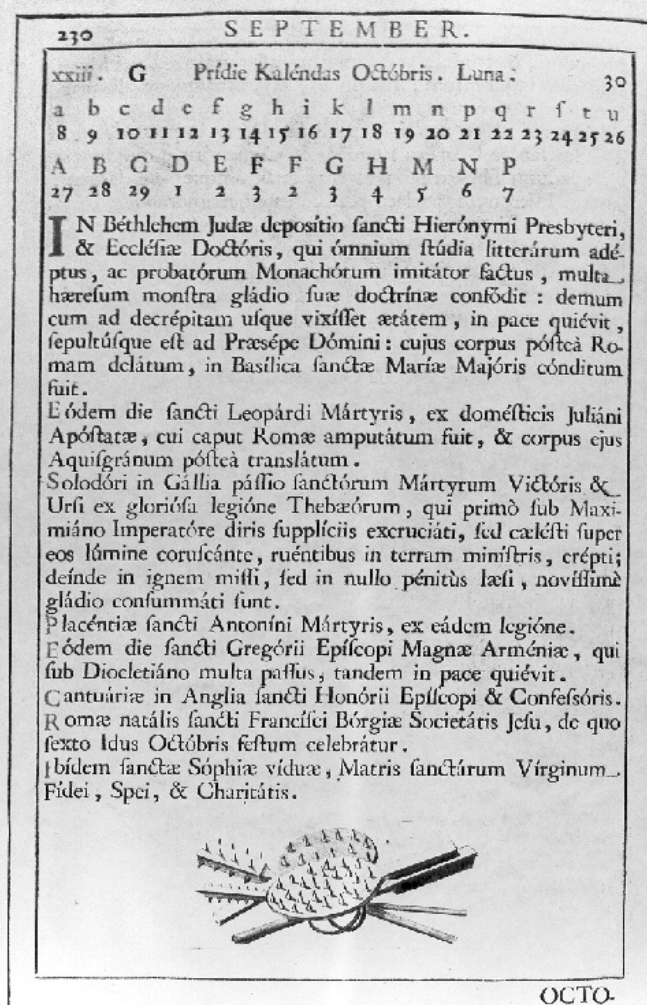 230
SEPTEMBER.
xxiii. G Prídie Kaléndas Octóbris. Luna. 30
a b c d e f g h i k l m n p q r ſ t u
8 9 10 11 12 13 14 15 16 17 18 19 20 21 22 23 24 25 26
A B C D E F F G H M N P
27 28 29 1 2 3 2 3 4 5 6 7
IN Béthlehem Judæ deposítio ſancti Hierónymi Presbyteri,
& Eccléſiæ Doctóris, qui ómnium ſtúdia litterárum adé-
ptus, ac probatórum Monachórum imitátor factus, multa
hæreſum monſtra gládio ſuæ doctrínæ confódit : demum
cum ad decrépitam uſque vixíſſet ætátem, in pace quiévit,
ſepultúſque eſt ad Præsépe Dómini : cujus corpus póſteà Ro-
mam delátum, in Basílica ſanctæ Maríæ Majóris cónditum
fuit.
Eódem die ſancti Leopárdi Mártyris, ex doméſticis Juliáni
Apóſtatæ, cui caput Romæ amputátum fuit, & corpus ejus
Aquiſgránum póſteà translátum.
Solodóri in Gállia páſſio ſanctórum Mártyrum Victóris &
Urſi ex glorióſa legióne Thebæórum, qui primò ſub Maxi-
miáno Imperatóre diris ſupplíciis excruciáti, ſed cæléſti ſuper
eos lúmine coruſcánte, ruéntibus in terram miniſtris, erépti;
deínde in ignem miſſi, ſed in nullo pénitùs læſi, novíſſimè
gládio conſummáti ſunt.
Placéntiæ ſancti Antoníni Mártyris, ex eádem legióne.
Eódem die ſancti Gregórii Epíſcopi Magnæ Arméniæ, qui
ſub Diocletiáno multa paſſus, tandem in pace quiévit.
Cantuáriæ in Anglia ſancti Honórii Epíſcopi & Confeſsóris.
Romæ natális ſancti Francíſci Bórgiæ Societátis Jeſu, de quo
ſexto Idus Octóbris feſtum celebrátur.
Ibídem ſanctæ Sóphiæ víduæ, Matris ſanctárum Vírginum
Fídei, Spei, & Charitátis.
OCTO-